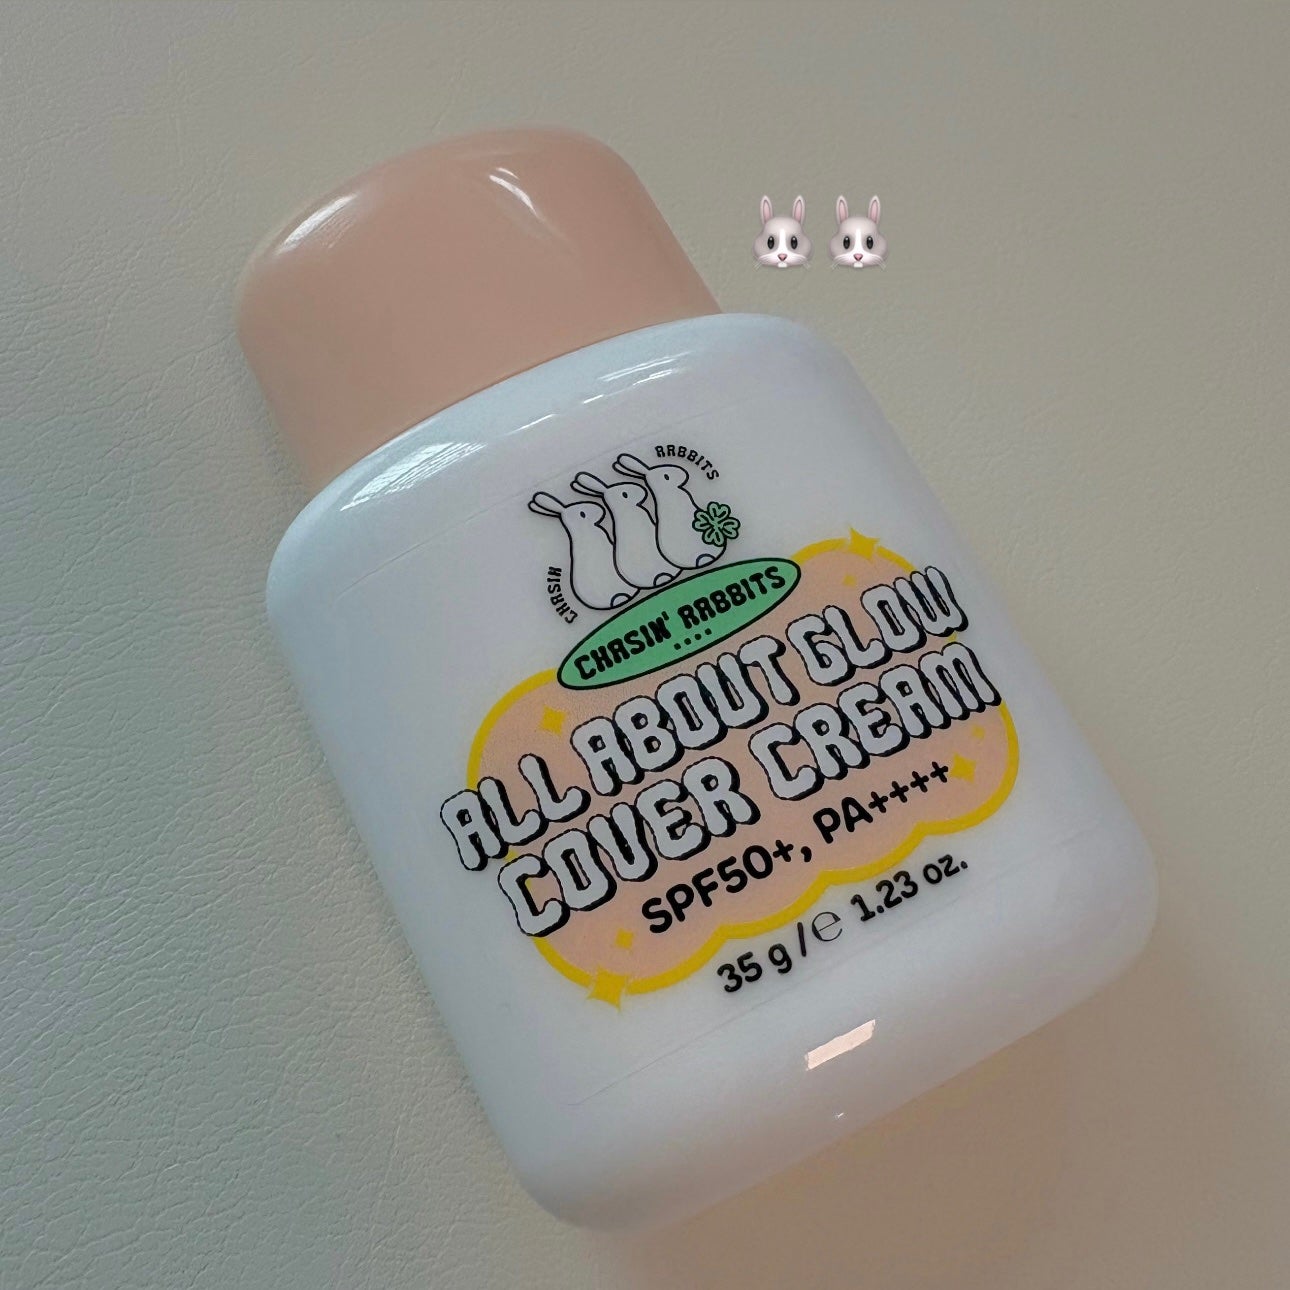 CHASIN
RABBITS
CHASIN' RABBITS
ALL ABOUT GLOW
COVER CREAM
SPF50+, PA++++
35 g / ℮ 1.23 oz.